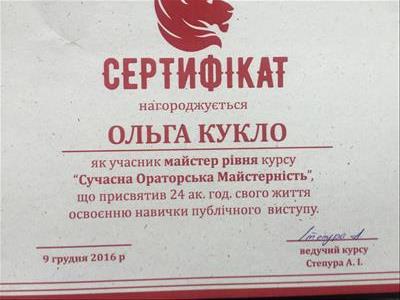 СЕРТИФІКАТ
нагороджується
ОЛЬГА КУКЛО
як учасник майстер рівня курсу
“Сучасна Ораторська Майстерність”,
що присвятив 24 ак. год. свого життя
освоєнню навички публічного виступу.
9 грудня 2016 р
ведучий курсу
Степура А. І.